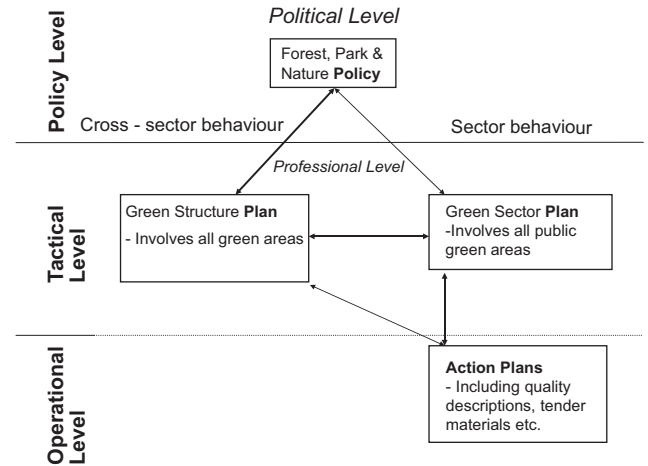 Political Level
Policy Level
Forest, Park &
Nature Policy
Cross - sector behaviour
Sector behaviour
Professional Level
Tactical
Level
Green Structure Plan
- Involves all green areas
Green Sector Plan
-Involves all public
green areas
Operational
Level
Action Plans
- Including quality
descriptions, tender
materials etc.